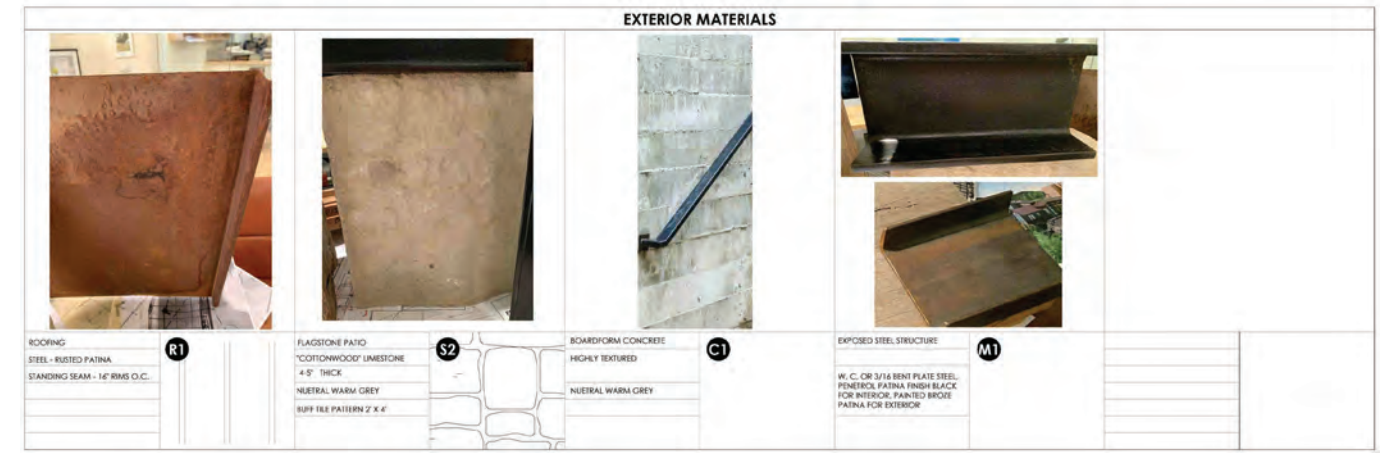 EXTERIOR MATERIALS
ROOFING
STEEL - RUSTED PATINA
STANDING SEAM - 16" RIMS O.C.
R1
FLAGSTONE PATIO
"COTTONWOOD" LIMESTONE
4-5" THICK
NUETRAL WARM GREY
BUFF TILE PATTERN 2' X 4'
S2
BOARDFORM CONCRETE
HIGHLY TEXTURED
NUETRAL WARM GREY
C1
EXPOSED STEEL STRUCTURE
W, C, OR 3/16 BENT PLATE STEEL,
PENETROL PATINA FINISH BLACK
FOR INTERIOR, PAINTED BROZE
PATINA FOR EXTERIOR
M1